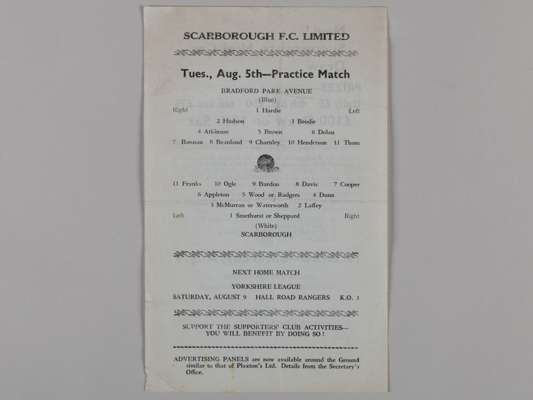 SCARBOROUGH F.C. LIMITED
Tues., Aug. 5th—Practice Match
BRADFORD PARK AVENUE
(Blue)
Right 1 Hardie Left
2 Hudson 3 Brodie
4 Atkinson 5 Brown 6 Dolan
7 Bannan 8 Beanland 9 Charnley 10 Henderson 11 Thom
11 Franks 10 Ogle 9 Burdon 8 Davis 7 Cooper
6 Appleton 5 Wood or Rodgers 4 Dunn
3 McMurran or Waterworth 2 Laffey
Left 1 Smethurst or Sheppard Right
(White)
SCARBOROUGH
NEXT HOME MATCH
YORKSHIRE LEAGUE
SATURDAY, AUGUST 9 HALL ROAD RANGERS K.O. 3
SUPPORT THE SUPPORTERS' CLUB ACTIVITIES—
YOU WILL BENEFIT BY DOING SO!
ADVERTISING PANELS are now available around the Ground
similar to that of Plaxton's Ltd. Details from the Secretary's
Office.